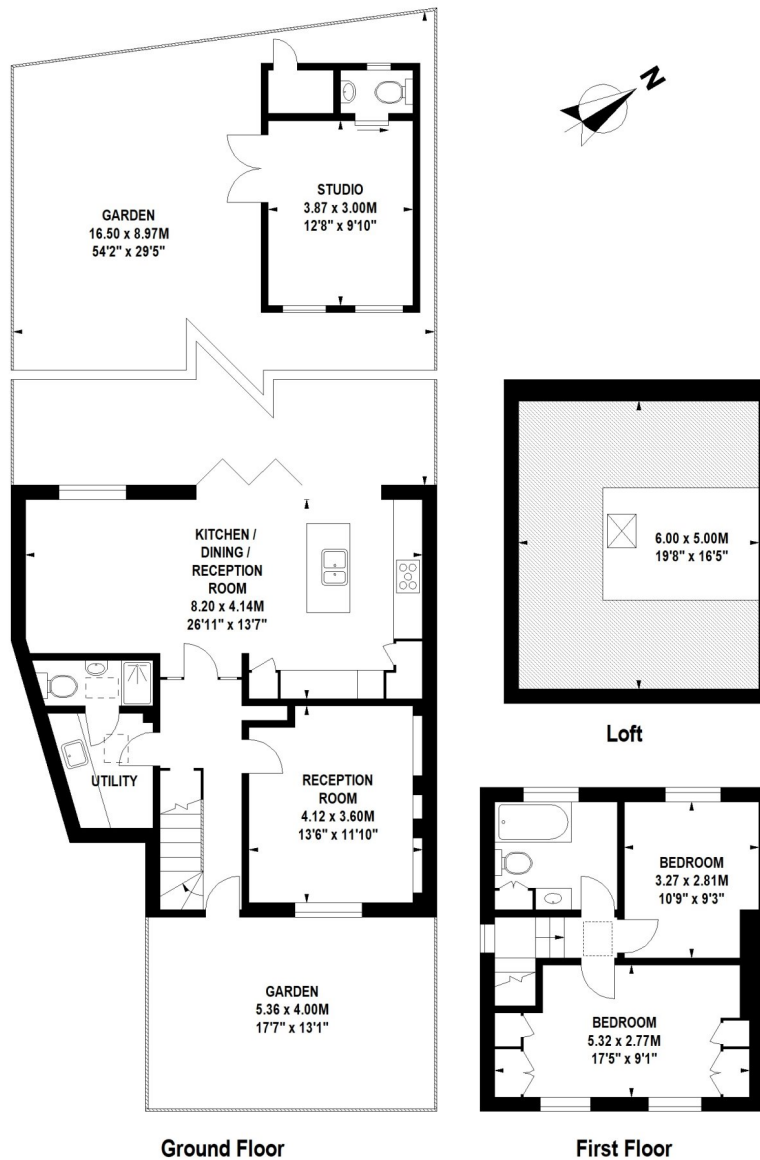 N
STUDIO
3.87 x 3.00M
12'8" x 9'10"
GARDEN
16.50 x 8.97M
54'2" x 29'5"
KITCHEN /
DINING /
RECEPTION
ROOM
8.20 x 4.14M
26'11" x 13'7"
6.00 x 5.00M
19'8" x 16'5"
Loft
UTILITY
RECEPTION
ROOM
4.12 x 3.60M
13'6" x 11'10"
BEDROOM
3.27 x 2.81M
10'9" x 9'3"
GARDEN
5.36 x 4.00M
17'7" x 13'1"
BEDROOM
5.32 x 2.77M
17'5" x 9'1"
Ground Floor
First Floor